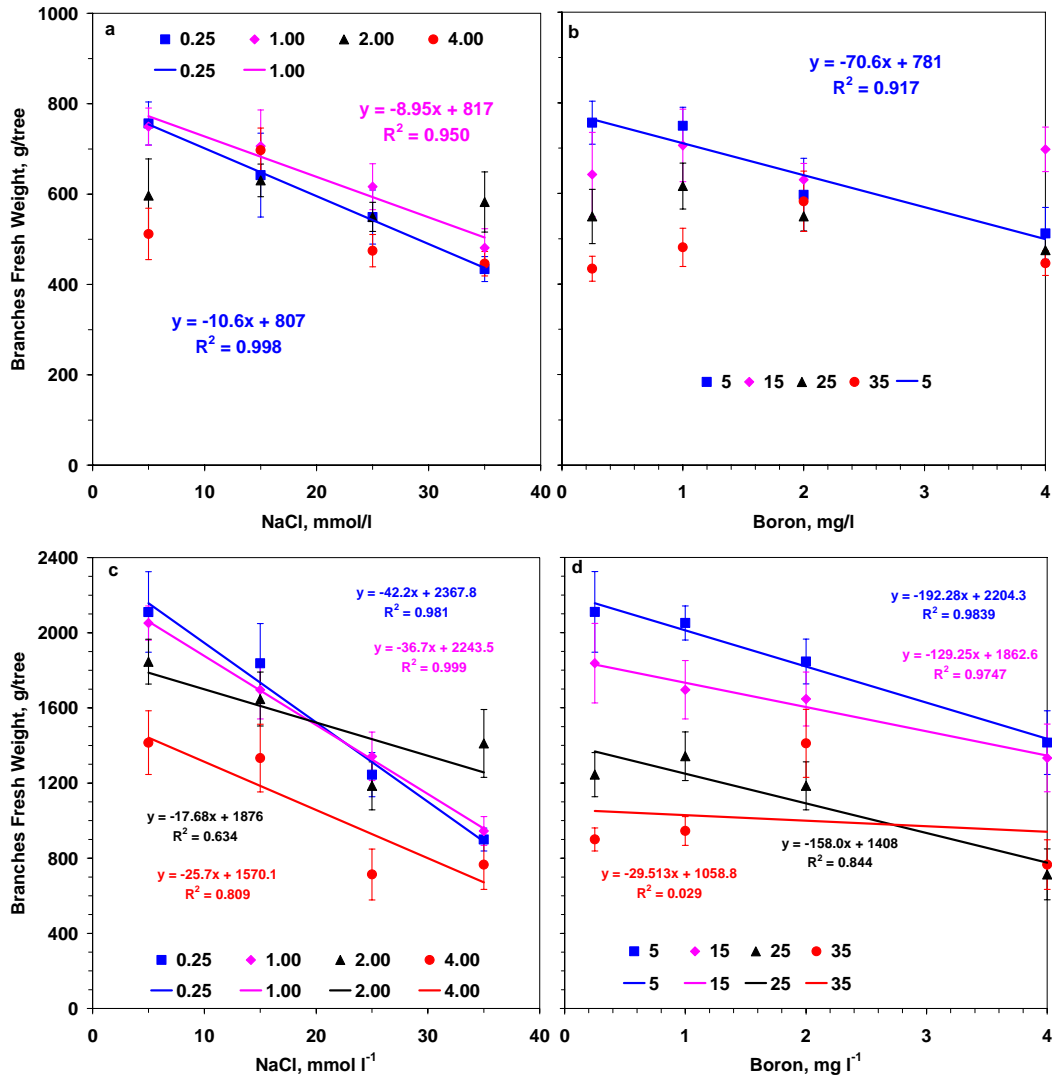 a
0.25 1.00 2.00 4.00
0.25 1.00
y = -8.95x + 817
R² = 0.950
y = -10.6x + 807
R² = 0.998
1000
800
600
400
200
0
0 10 20 30 40
NaCl, mmol/l
Branches Fresh Weight, g/tree
b
y = -70.6x + 781
R² = 0.917
5 15 25 35 5
0 1 2 3 4
Boron, mg/l
c
y = -42.2x + 2367.8
R² = 0.981
y = -36.7x + 2243.5
R² = 0.999
y = -17.68x + 1876
R² = 0.634
y = -25.7x + 1570.1
R² = 0.809
0.25 1.00 2.00 4.00
0.25 1.00 2.00 4.00
2400
2000
1600
1200
800
400
0
0 10 20 30 40
NaCl, mmol l⁻¹
Branches Fresh Weight, g/tree
d
y = -192.28x + 2204.3
R² = 0.9839
y = -129.25x + 1862.6
R² = 0.9747
y = -158.0x + 1408
R² = 0.844
y = -29.513x + 1058.8
R² = 0.029
5 15 25 35
5 15 25 35
0 1 2 3 4
Boron, mg l⁻¹